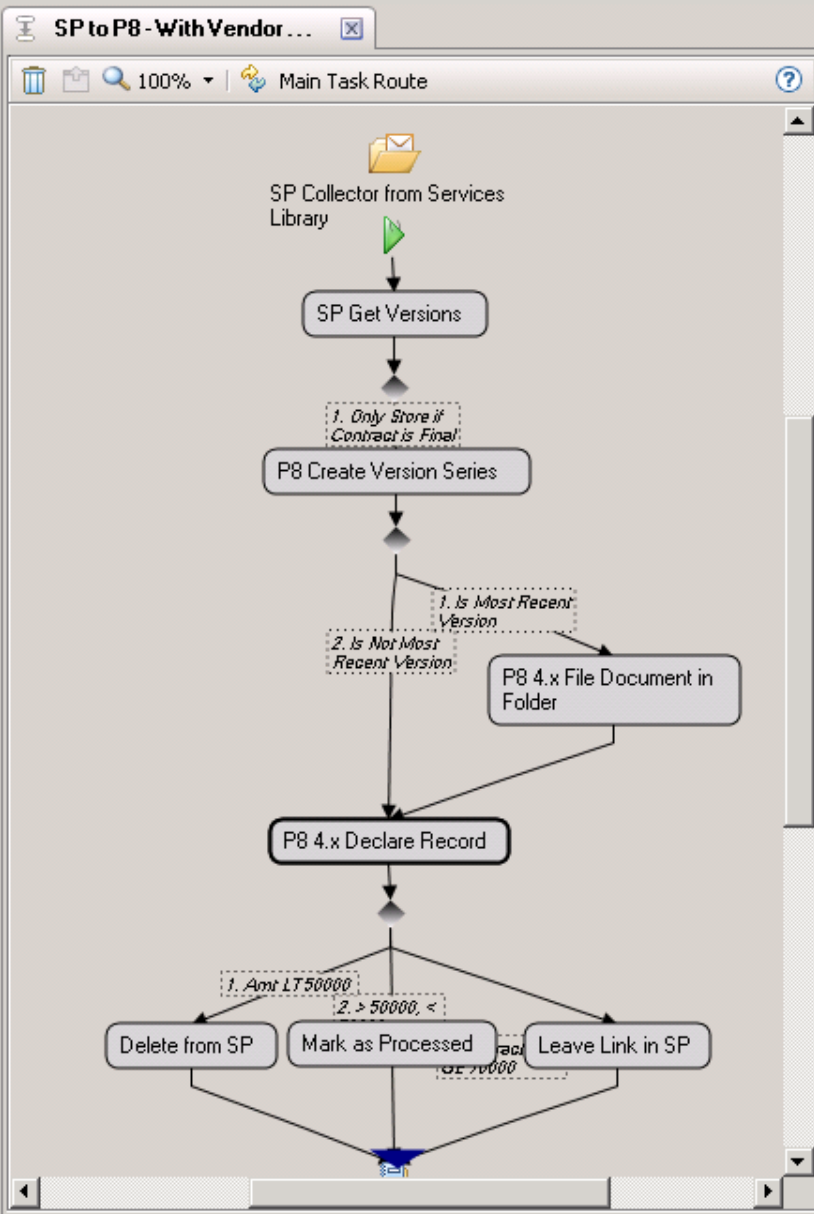 SP to P8 - With Vendor...
100%
Main Task Route
SP Collector from Services
Library
SP Get Versions
1. Only Store if
Contract is Final
P8 Create Version Series
1. Is Most Recent
Version
2. Is Not Most
Recent Version
P8 4.x File Document in
Folder
P8 4.x Declare Record
1. Amt LT 50000
2. > 50000, <
Delete from SP
Mark as Processed
Leave Link in SP